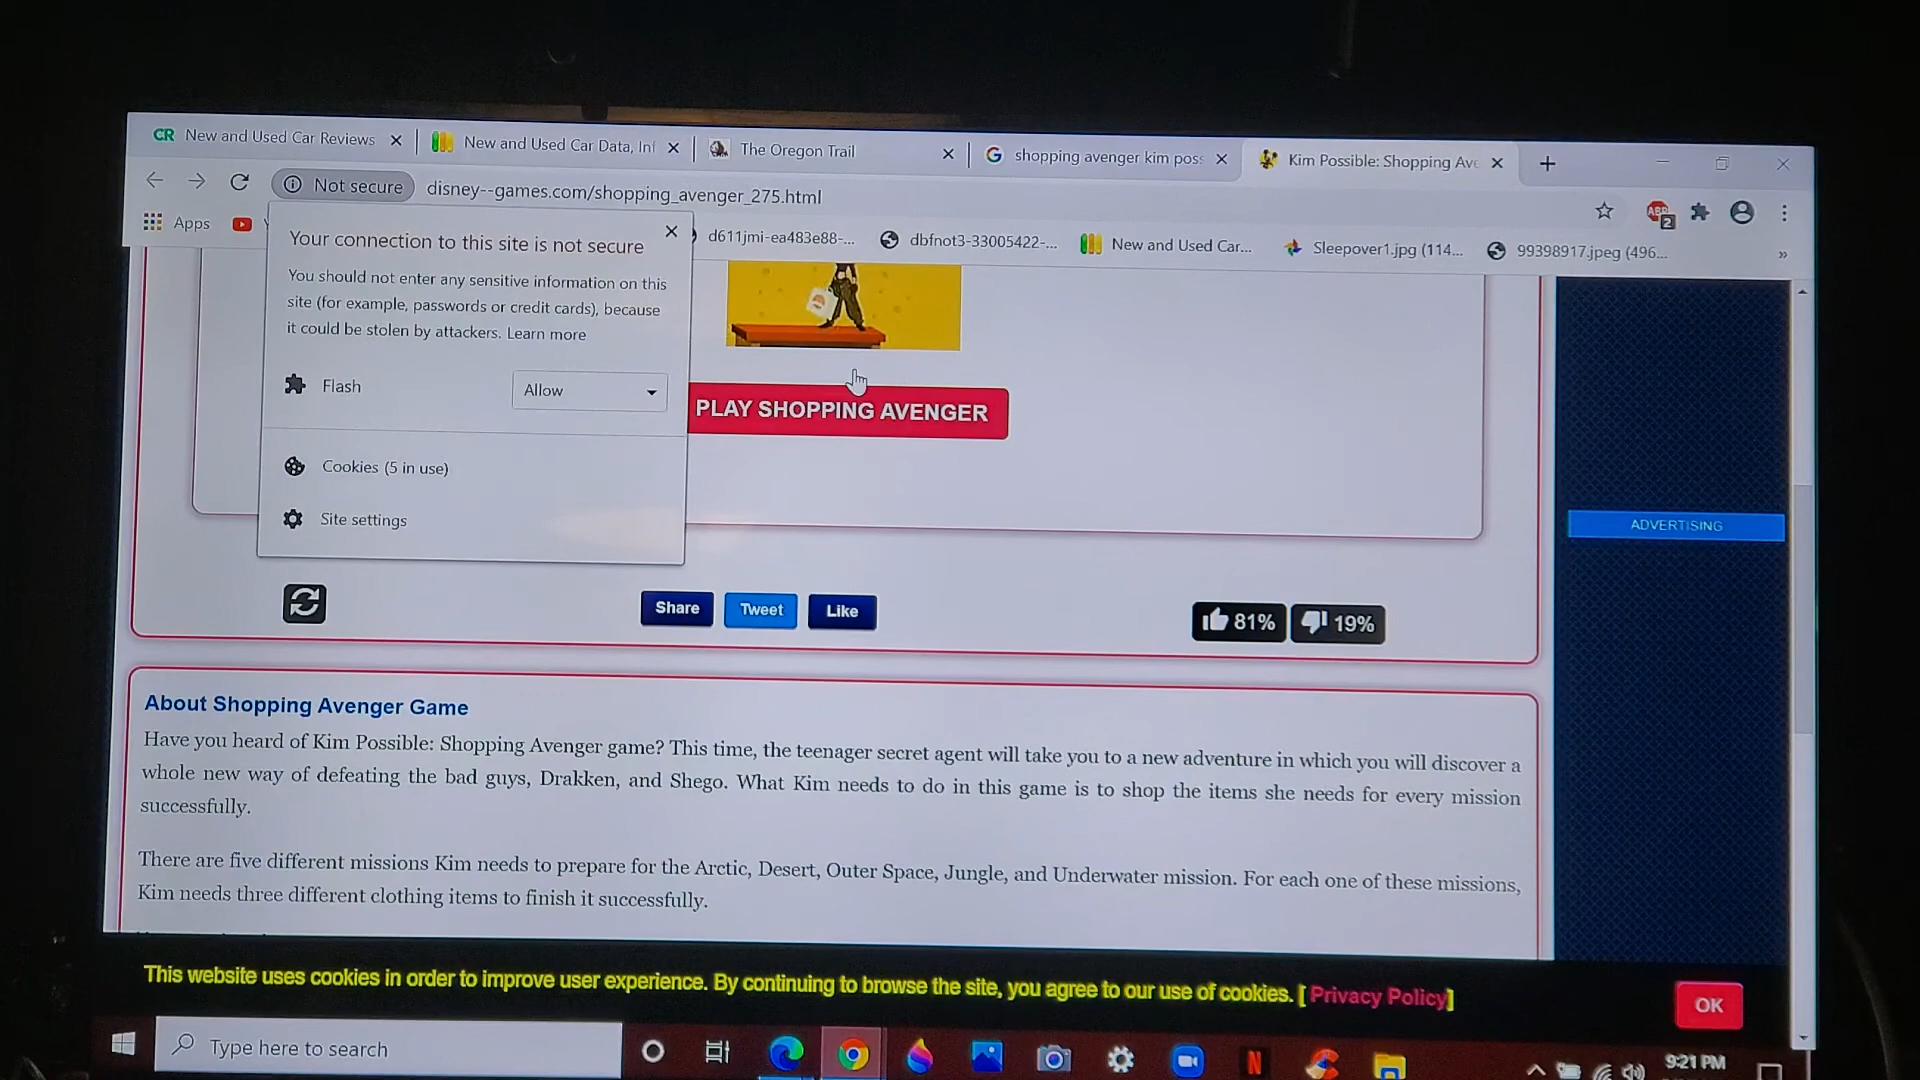 CR New and Used Car Reviews
New and Used Car Data, Inf
The Oregon Trail
shopping avenger kim poss
Kim Possible: Shopping Ave
Not secure
disney--games.com/shopping_avenger_275.html
Apps
d611jmi-ea483e88-...
dbfnot3-33005422-...
New and Used Car...
Sleepover1.jpg (114...
99398917.jpeg (496...
»
ABP
2
Your connection to this site is not secure
You should not enter any sensitive information on this
site (for example, passwords or credit cards), because
it could be stolen by attackers. Learn more
Flash
Allow
Cookies (5 in use)
Site settings
PLAY SHOPPING AVENGER
ADVERTISING
Share
Tweet
Like
81%
19%
About Shopping Avenger Game
Have you heard of Kim Possible: Shopping Avenger game? This time, the teenager secret agent will take you to a new adventure in which you will discover a
whole new way of defeating the bad guys, Drakken, and Shego. What Kim needs to do in this game is to shop the items she needs for every mission
successfully.
There are five different missions Kim needs to prepare for the Arctic, Desert, Outer Space, Jungle, and Underwater mission. For each one of these missions,
Kim needs three different clothing items to finish it successfully.
This website uses cookies in order to improve user experience. By continuing to browse the site, you agree to our use of cookies. [ Privacy Policy]
OK
Type here to search
N
9:21 PM